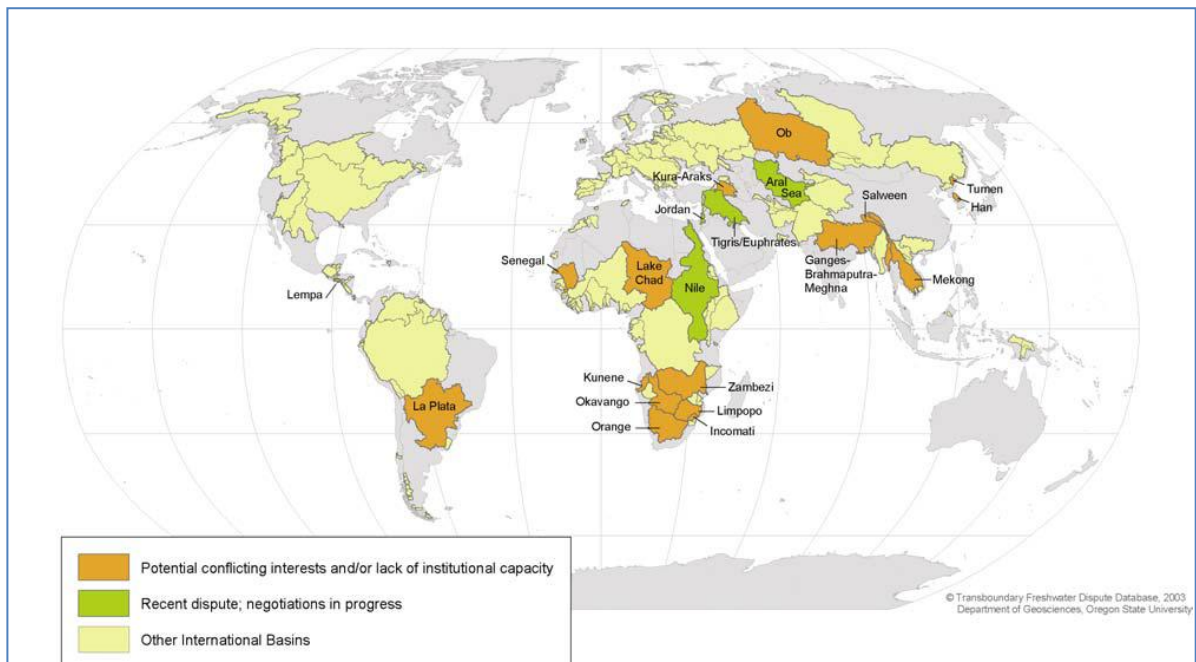 Ob
Kura-Araks
Aral
Sea
Tumen
Salween
Han
Jordan
Tigris/Euphrates
Senegal
Lake
Chad
Nile
Ganges-
Brahmaputra-
Meghna
Mekong
Lempa
Kunene
Zambezi
La Plata
Okavango
Limpopo
Orange
Incomati
Potential conflicting interests and/or lack of institutional capacity
Recent dispute; negotiations in progress
Other International Basins
© Transboundary Freshwater Dispute Database, 2003
Department of Geosciences, Oregon State University